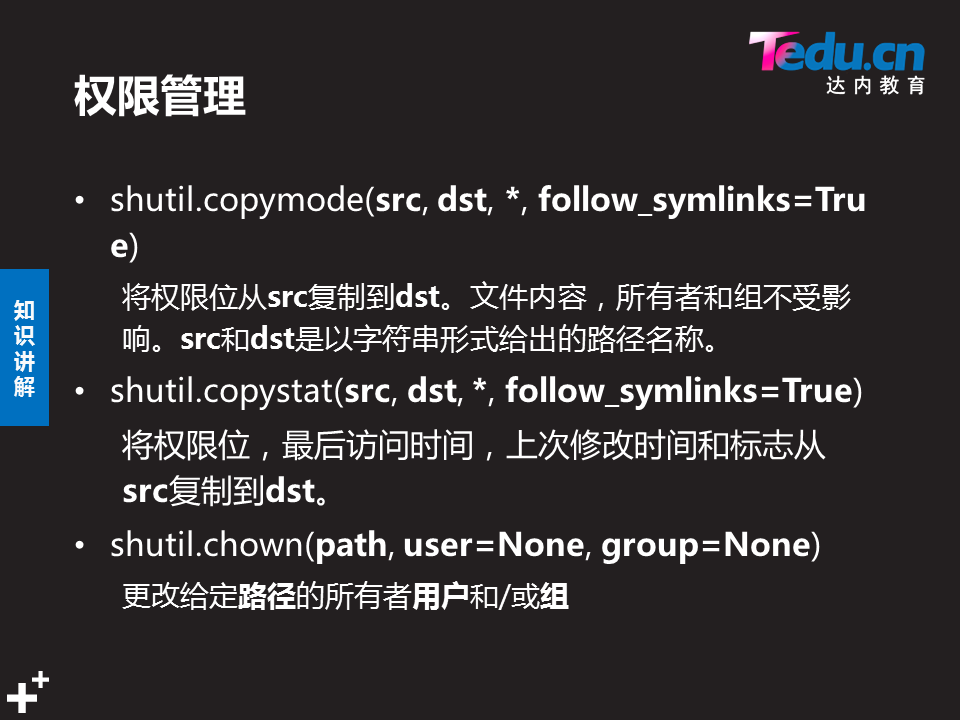 Tedu.cn
达内教育
权限管理
• shutil.copymode(src, dst, *, follow_symlinks=Tru
e)
将权限位从src复制到dst。文件内容，所有者和组不受影
响。src和dst是以字符串形式给出的路径名称。
• shutil.copystat(src, dst, *, follow_symlinks=True)
将权限位，最后访问时间，上次修改时间和标志从
src复制到dst。
• shutil.chown(path, user=None, group=None)
更改给定路径的所有者用户和/或组
知
识
讲
解